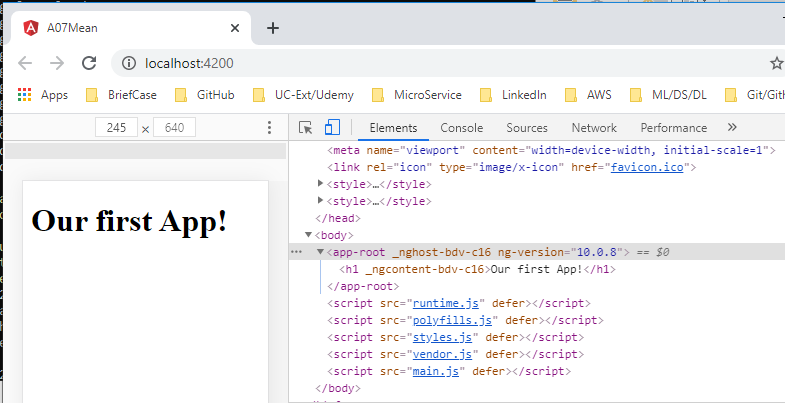 A07Mean
localhost:4200
Apps BriefCase GitHub UC-Ext/Udemy MicroService LinkedIn AWS ML/DS/DL
245 × 640
Elements Console Sources Network Performance »
Our first App!
<meta name="viewport" content="width=device-width, initial-scale=1">
<link rel="icon" type="image/x-icon" href="favicon.ico">
<style>…</style>
<style>…</style>
</head>
<body>
<app-root _nghost-bdv-c16 ng-version="10.0.8"> == $0
<h1 _ngcontent-bdv-c16>Our first App!</h1>
</app-root>
<script src="runtime.js" defer></script>
<script src="polyfills.js" defer></script>
<script src="styles.js" defer></script>
<script src="vendor.js" defer></script>
<script src="main.js" defer></script>
</body>